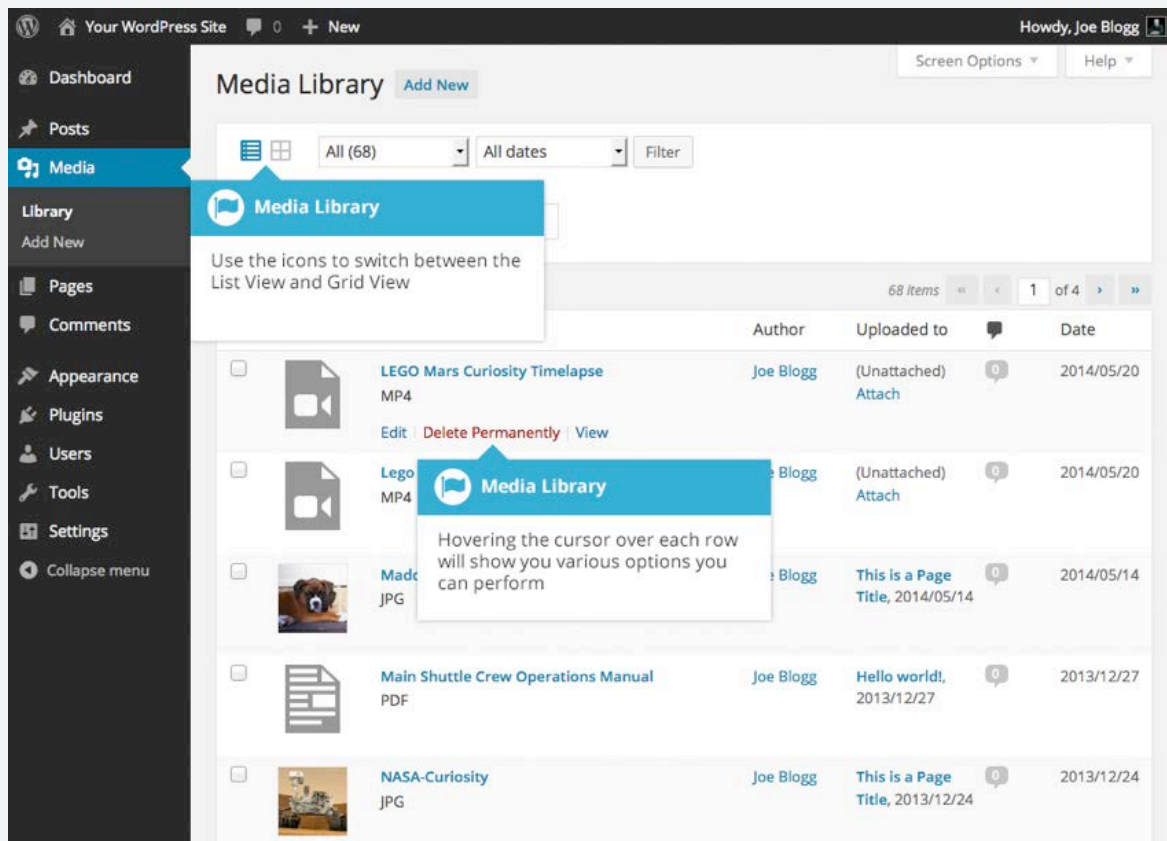 Your WordPress Site 0 + New Howdy, Joe Blogg
Screen Options Help
Dashboard
Posts
Media
Library
Add New
Pages
Comments
Appearance
Plugins
Users
Tools
Settings
Collapse menu
Media Library Add New
All (68) All dates Filter
Media Library
Use the icons to switch between the
List View and Grid View
68 items « ‹ 1 of 4 › »
Author Uploaded to Date
LEGO Mars Curiosity Timelapse Joe Blogg (Unattached) 0 2014/05/20
MP4 Attach
Edit | Delete Permanently | View
Lego Blogg (Unattached) 0 2014/05/20
MP4 Attach
Media Library
Hovering the cursor over each row
will show you various options you
can perform
Blogg This is a Page 0 2014/05/14
JPG Title, 2014/05/14
Main Shuttle Crew Operations Manual Joe Blogg Hello world!, 0 2013/12/27
PDF 2013/12/27
NASA-Curiosity Joe Blogg This is a Page 0 2013/12/24
JPG Title, 2013/12/24